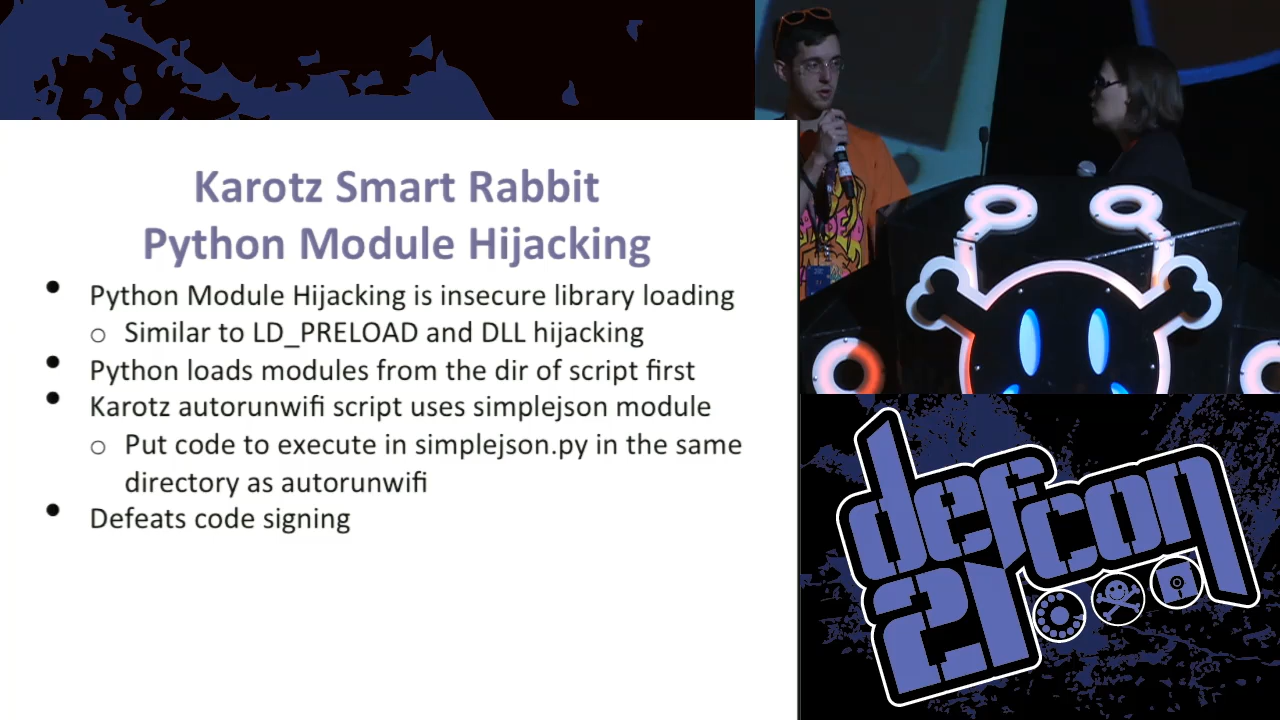 Karotz Smart Rabbit
Python Module Hijacking
• Python Module Hijacking is insecure library loading
o Similar to LD_PRELOAD and DLL hijacking
• Python loads modules from the dir of script first
• Karotz autorunwifi script uses simplejson module
o Put code to execute in simplejson.py in the same
directory as autorunwifi
• Defeats code signing
defcon
21